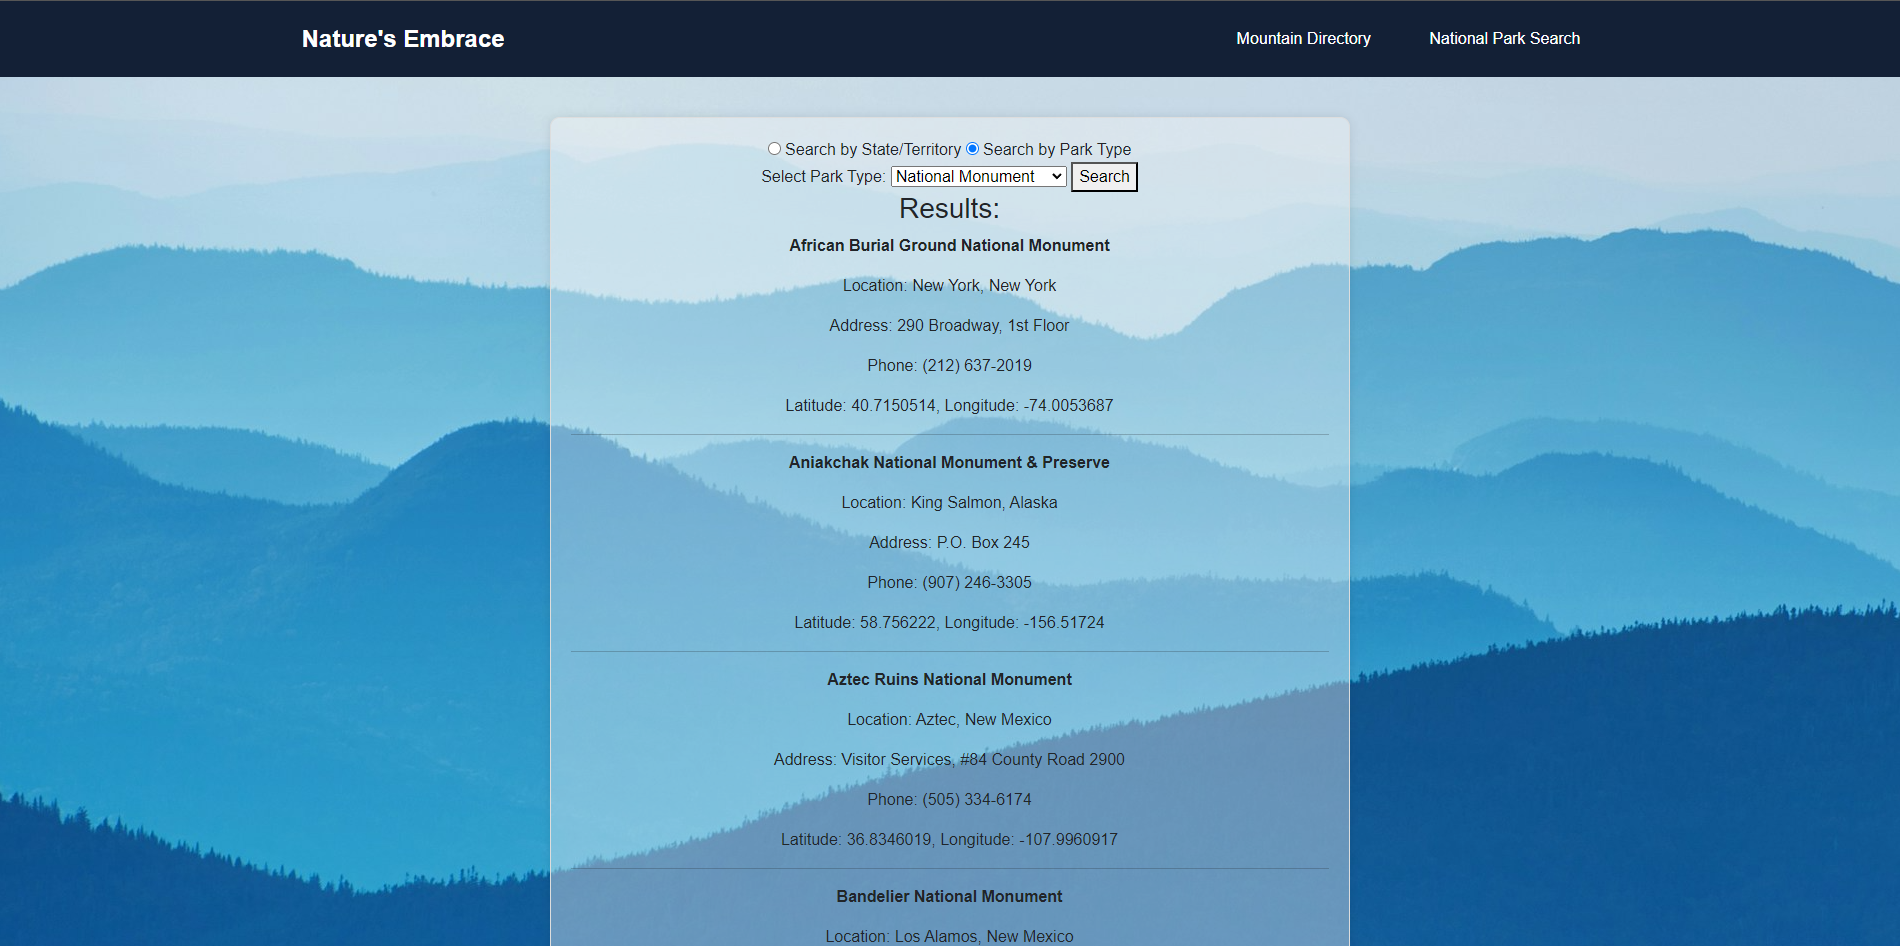 Nature's Embrace
Mountain Directory
National Park Search
Search by State/Territory Search by Park Type
Select Park Type: National Monument Search
Results:
African Burial Ground National Monument
Location: New York, New York
Address: 290 Broadway, 1st Floor
Phone: (212) 637-2019
Latitude: 40.7150514, Longitude: -74.0053687
Aniakchak National Monument & Preserve
Location: King Salmon, Alaska
Address: P.O. Box 245
Phone: (907) 246-3305
Latitude: 58.756222, Longitude: -156.51724
Aztec Ruins National Monument
Location: Aztec, New Mexico
Address: Visitor Services, #84 County Road 2900
Phone: (505) 334-6174
Latitude: 36.8346019, Longitude: -107.9960917
Bandelier National Monument
Location: Los Alamos, New Mexico